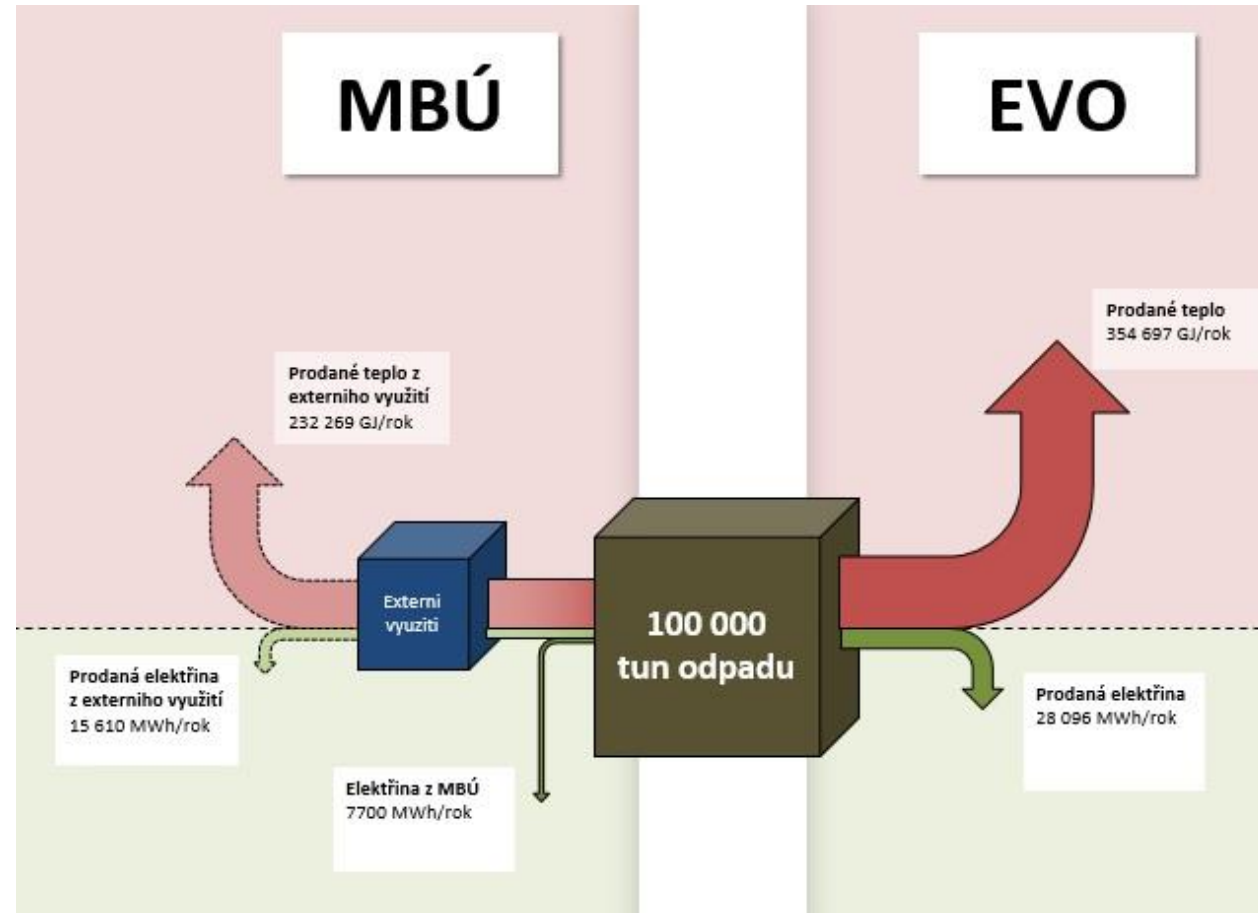 MBÚ
EVO
Prodané teplo
354 697 GJ/rok
Prodané teplo z
externiho využití
232 269 GJ/rok
Externi
vyuziti
100 000
tun odpadu
Prodaná elektřina
z externiho využití
15 610 MWh/rok
Prodaná elektřina
28 096 MWh/rok
Elektřina z MBÚ
7700 MWh/rok